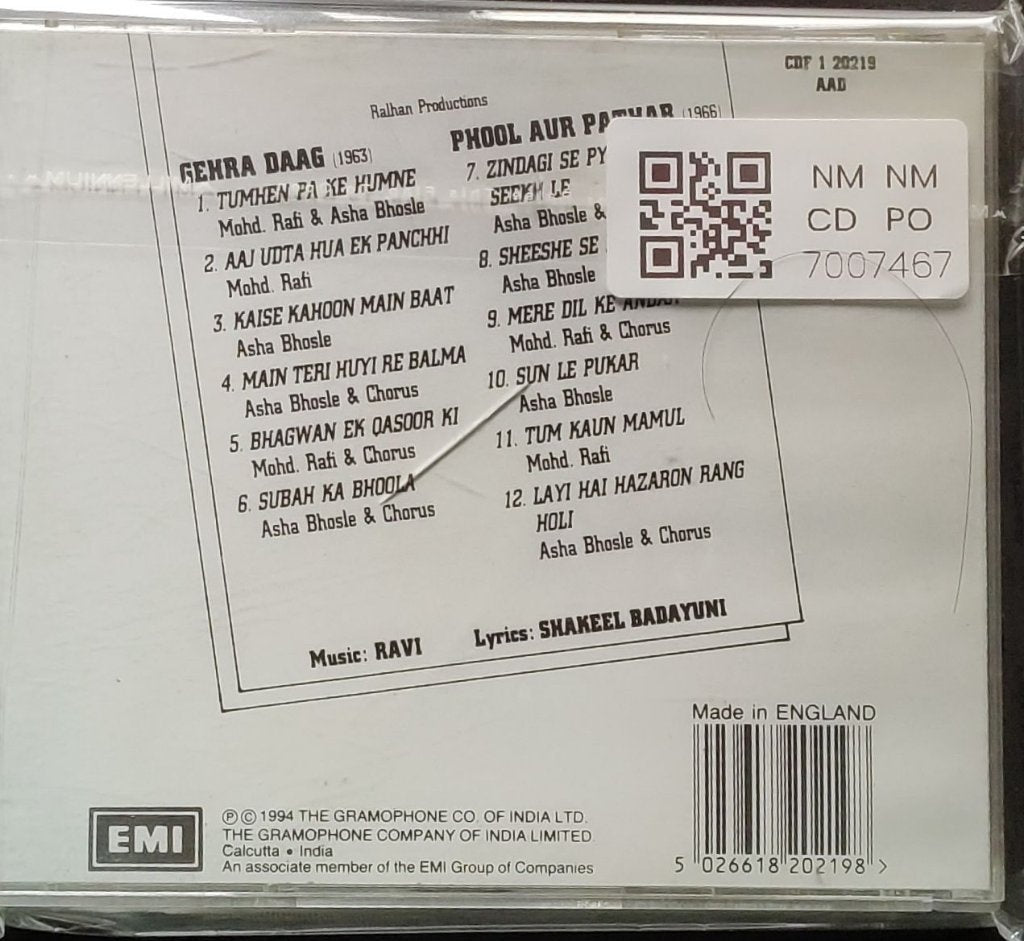 CDF 1 20219
AAD
Ralhan Productions
GEHRA DAAG (1963)
1. TUMHEN PA KE HUMNE
Mohd. Rafi & Asha Bhosle
2. AAJ UDTA HUA EK PANCHHI
Mohd. Rafi
3. KAISE KAHOON MAIN BAAT
Asha Bhosle
4. MAIN TERI HUYI RE BALMA
Asha Bhosle & Chorus
5. BHAGWAN EK QASOOR KI
Mohd. Rafi & Chorus
6. SUBAH KA BHOOLA
Asha Bhosle & Chorus
PHOOL AUR PATHAR (1966)
7. ZINDAGI SE PY
SEEKH LE
Asha Bhosle &
8. SHEESHE SE
Asha Bhosle
9. MERE DIL KE ANDAR
Mohd. Rafi & Chorus
10. SUN LE PUKAR
Asha Bhosle
11. TUM KAUN MAMUL
Mohd. Rafi
12. LAYI HAI HAZARON RANG
HOLI
Asha Bhosle & Chorus
NM NM
CD PO
7007467
Music: RAVI Lyrics: SHAKEEL BADAYUNI
Made in ENGLAND
5 026618 202198 >
EMI
℗ © 1994 THE GRAMOPHONE CO. OF INDIA LTD.
THE GRAMOPHONE COMPANY OF INDIA LIMITED.
Calcutta • India
An associate member of the EMI Group of Companies